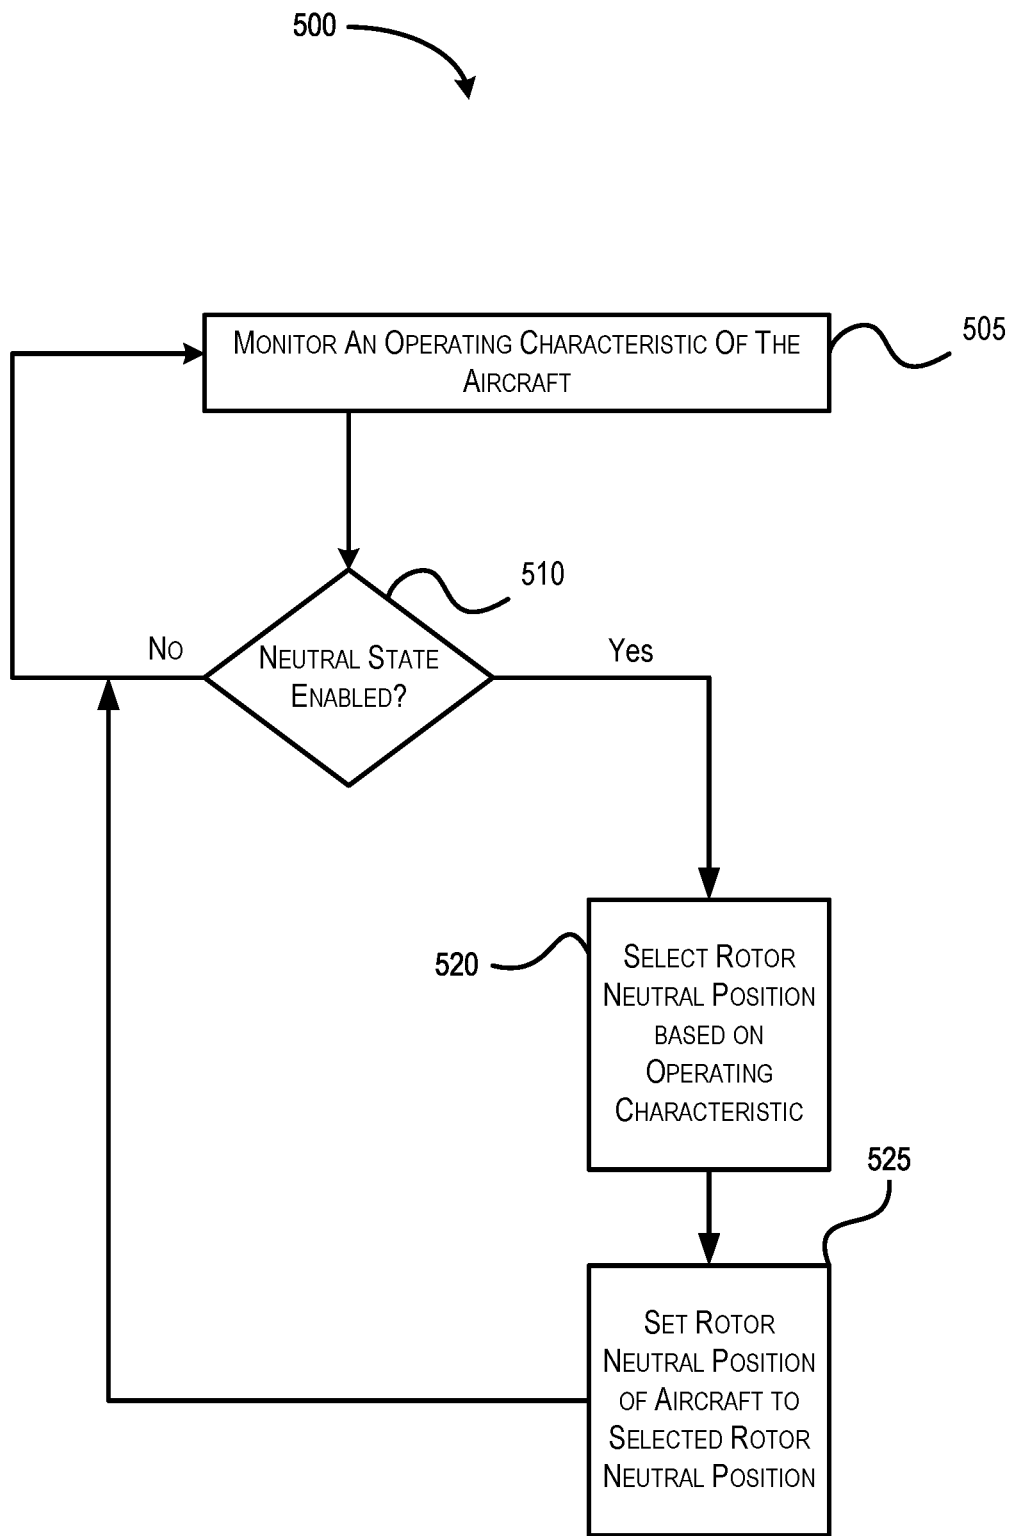 500
MONITOR AN OPERATING CHARACTERISTIC OF THE
AIRCRAFT
505
510
NO
NEUTRAL STATE
ENABLED?
Yes
520
SELECT ROTOR
NEUTRAL POSITION
BASED ON
OPERATING
CHARACTERISTIC
525
SET ROTOR
NEUTRAL POSITION
OF AIRCRAFT TO
SELECTED ROTOR
NEUTRAL POSITION